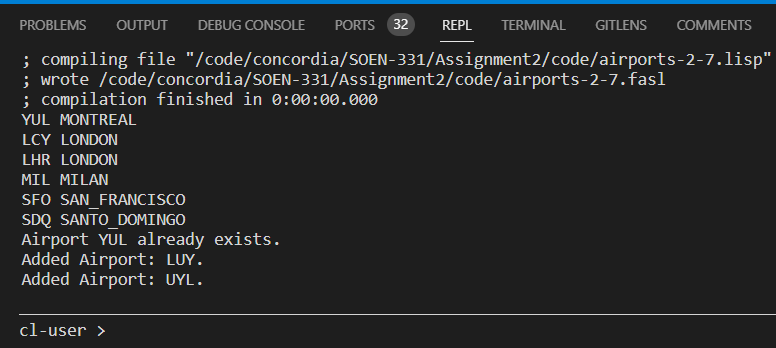 PROBLEMS OUTPUT DEBUG CONSOLE PORTS 32 REPL TERMINAL GITLENS COMMENTS
; compiling file "/code/concordia/SOEN-331/Assignment2/code/airports-2-7.lisp"
; wrote /code/concordia/SOEN-331/Assignment2/code/airports-2-7.fasl
; compilation finished in 0:00:00.000
YUL MONTREAL
LCY LONDON
LHR LONDON
MIL MILAN
SFO SAN_FRANCISCO
SDQ SANTO_DOMINGO
Airport YUL already exists.
Added Airport: LUY.
Added Airport: UYL.
cl-user >